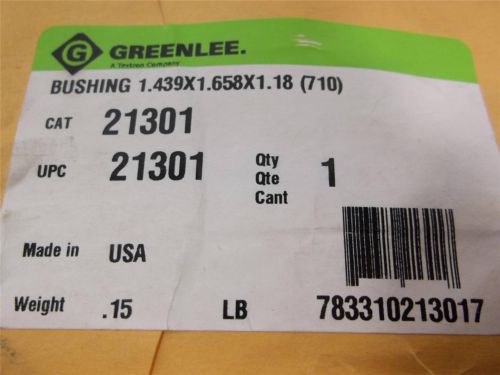 G GREENLEE.
A Textron Company
BUSHING 1.439X1.658X1.18 (710)
CAT 21301
UPC 21301 Qty Qte Cant 1
Made in USA
Weight .15 LB 783310213017